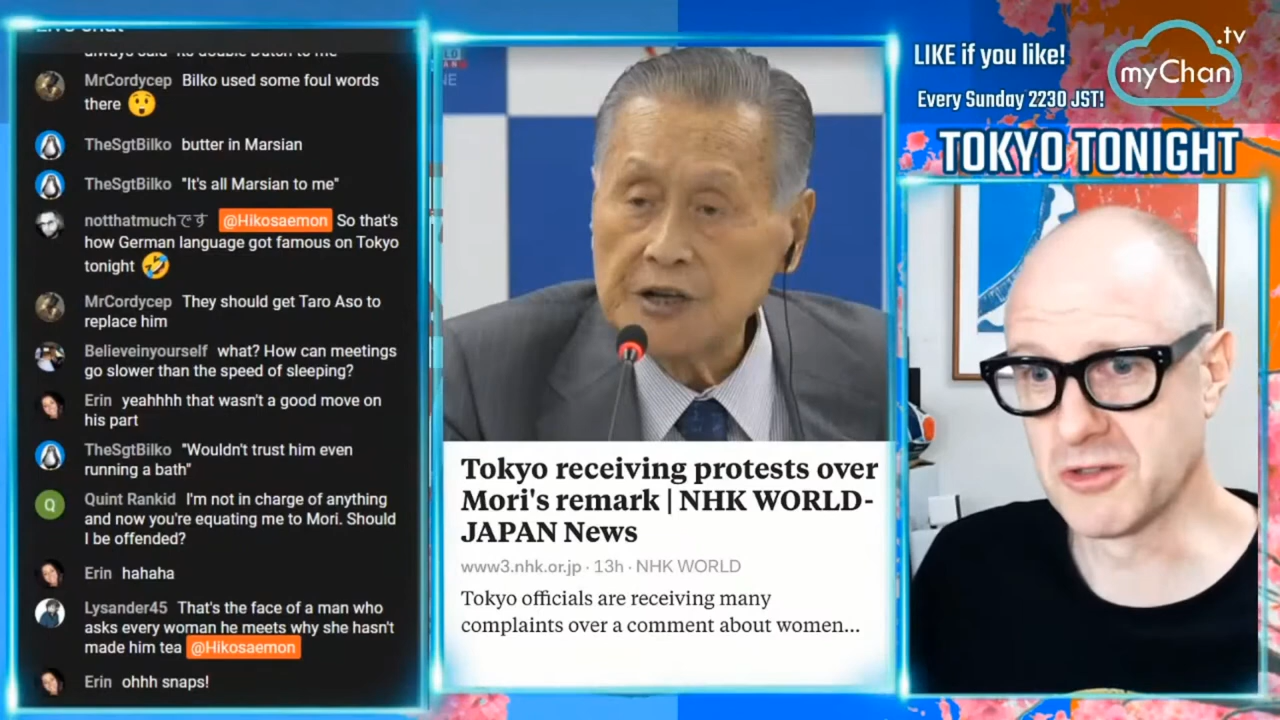 always said "its double Dutch to me"
MrCordycep Bilko used some foul words
there
TheSgtBilko butter in Marsian
TheSgtBilko "It's all Marsian to me"
notthatmuchです @Hikosaemon So that's
how German language got famous on Tokyo
tonight
MrCordycep They should get Taro Aso to
replace him
Believeinyourself what? How can meetings
go slower than the speed of sleeping?
Erin yeahhhh that wasn't a good move on
his part
TheSgtBilko "Wouldn't trust him even
running a bath"
Q
Quint Rankid I'm not in charge of anything
and now you're equating me to Mori. Should
I be offended?
Erin hahaha
Lysander45 That's the face of a man who
asks every woman he meets why she hasn't
made him tea @Hikosaemon
Erin ohhh snaps!
Tokyo receiving protests over
Mori's remark | NHK WORLD-
JAPAN News
www3.nhk.or.jp · 13h · NHK WORLD
Tokyo officials are receiving many
complaints over a comment about women...
LIKE if you like!
Every Sunday 2230 JST!
myChan.tv
TOKYO TONIGHT